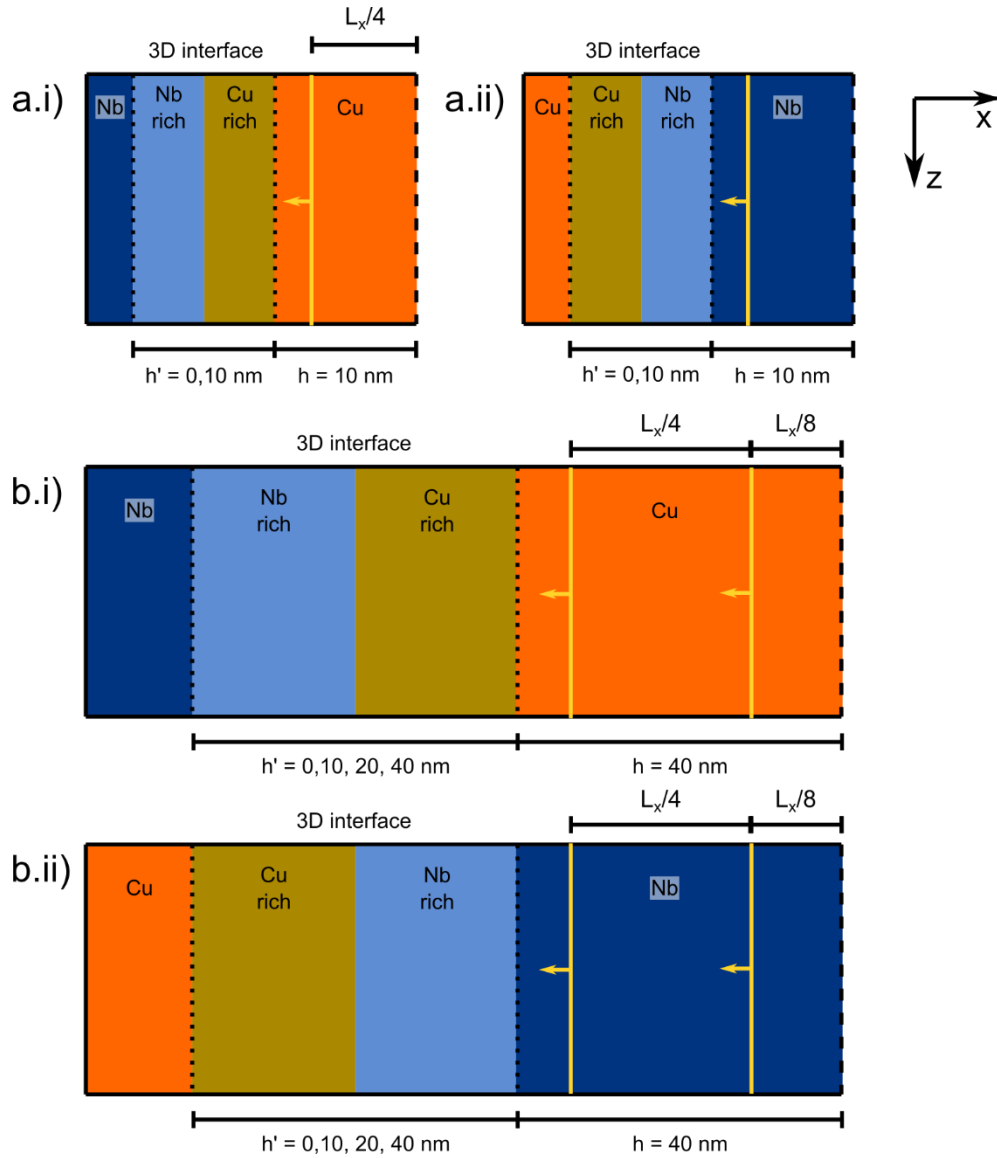 Lₓ/4
3D interface
3D interface
a.i)
Nb
Nb
rich
Cu
rich
Cu
a.ii)
Cu
Cu
rich
Nb
rich
Nb
x
z
h' = 0,10 nm
h = 10 nm
h' = 0,10 nm
h = 10 nm
Lₓ/4
Lₓ/8
3D interface
b.i)
Nb
Nb
rich
Cu
rich
Cu
h' = 0,10, 20, 40 nm
h = 40 nm
Lₓ/4
Lₓ/8
3D interface
b.ii)
Cu
Cu
rich
Nb
rich
Nb
h' = 0,10, 20, 40 nm
h = 40 nm